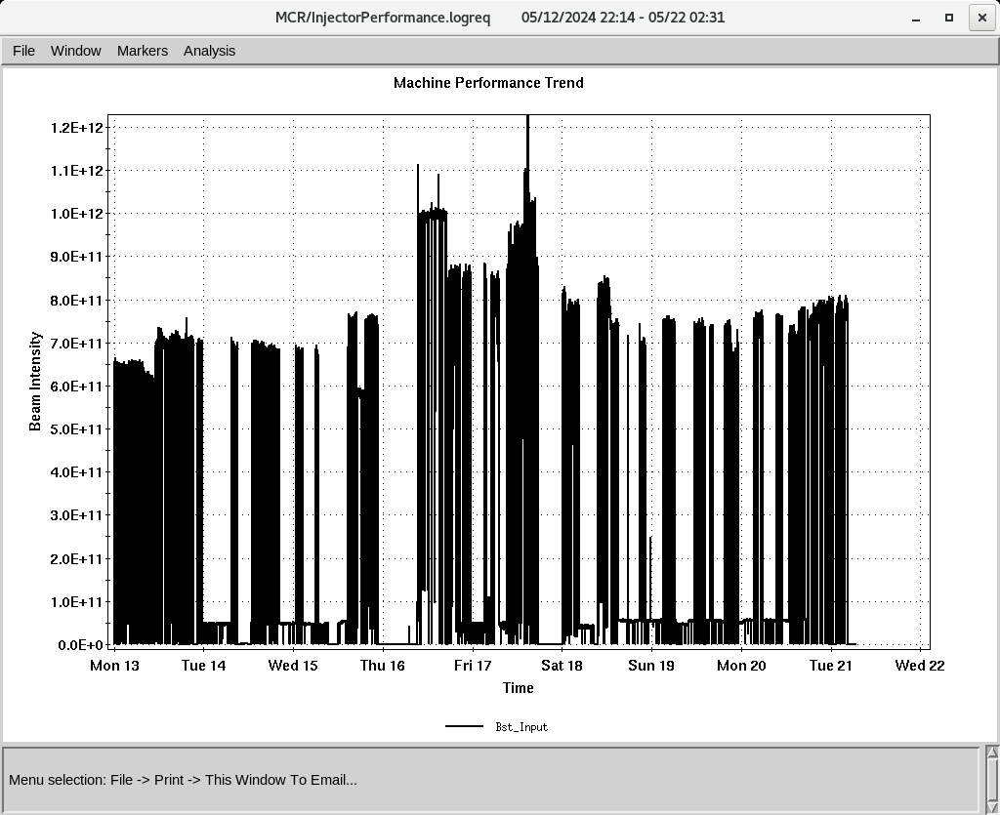 MCR/InjectorPerformance.logreq 05/12/2024 22:14 - 05/22 02:31
File Window Markers Analysis
Machine Performance Trend
1.2E+12
1.1E+12
1.0E+12
9.0E+11
8.0E+11
7.0E+11
6.0E+11
5.0E+11
4.0E+11
3.0E+11
2.0E+11
1.0E+11
0.0E+0
Beam Intensity
Mon 13 Tue 14 Wed 15 Thu 16 Fri 17 Sat 18 Sun 19 Mon 20 Tue 21 Wed 22
Time
Bst_Input
Menu selection: File -> Print -> This Window To Email...